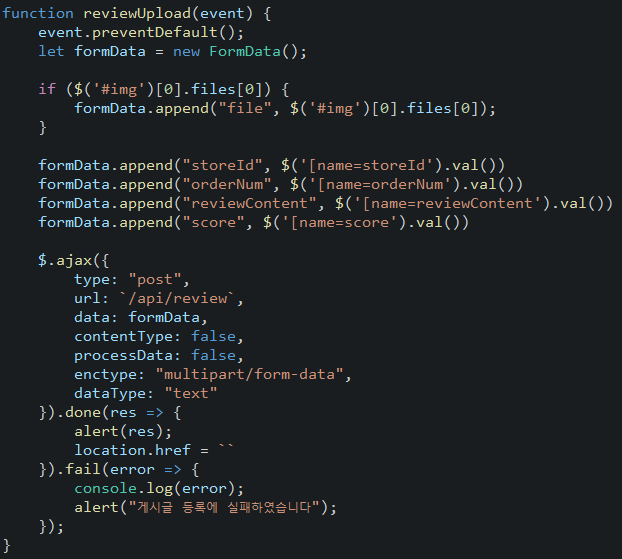 function reviewUpload(event) {
    event.preventDefault();
    let formData = new FormData();

    if ($('#img')[0].files[0]) {
        formData.append("file", $('#img')[0].files[0]);
    }

    formData.append("storeId", $('[name=storeId').val())
    formData.append("orderNum", $('[name=orderNum').val())
    formData.append("reviewContent", $('[name=reviewContent').val())
    formData.append("score", $('[name=score').val())

    $.ajax({
        type: "post",
        url: `/api/review`,
        data: formData,
        contentType: false,
        processData: false,
        enctype: "multipart/form-data",
        dataType: "text"
    }).done(res => {
        alert(res);
        location.href = ``
    }).fail(error => {
        console.log(error);
        alert("게시글 등록에 실패하였습니다");
    });
}